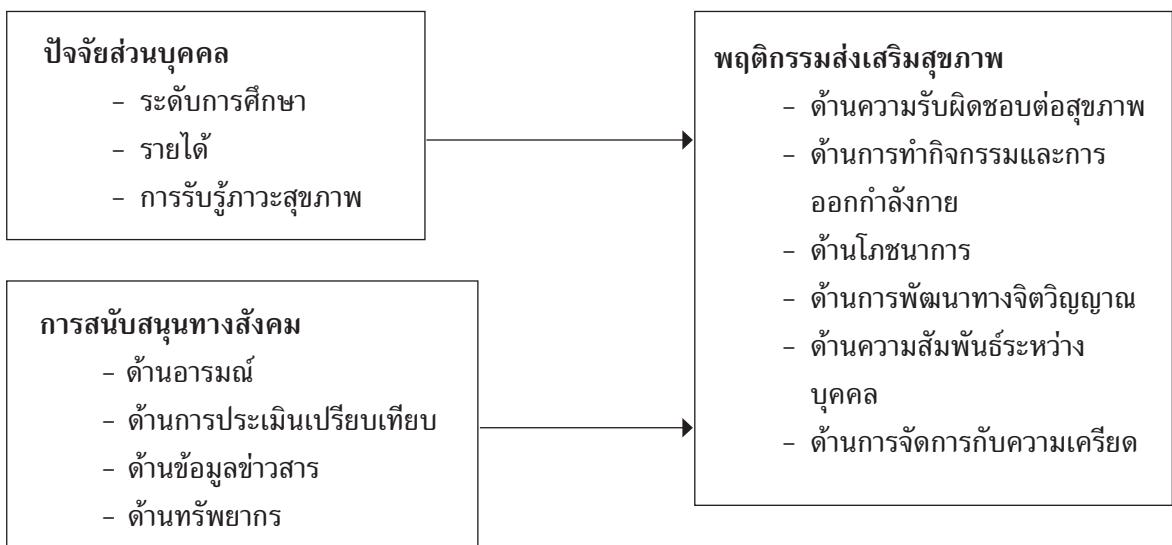 ปัจจัยส่วนบุคคล
- ระดับการศึกษา
- รายได้
- การรับรู้ภาวะสุขภาพ
การสนับสนุนทางสังคม
- ด้านอารมณ์
- ด้านการประเมินเปรียบเทียบ
- ด้านข้อมูลข่าวสาร
- ด้านทรัพยากร
พฤติกรรมส่งเสริมสุขภาพ
- ด้านความรับผิดชอบต่อสุขภาพ
- ด้านการทำกิจกรรมและการ
ออกกำลังกาย
- ด้านโภชนาการ
- ด้านการพัฒนาทางจิตวิญญาณ
- ด้านความสัมพันธ์ระหว่าง
บุคคล
- ด้านการจัดการกับความเครียด